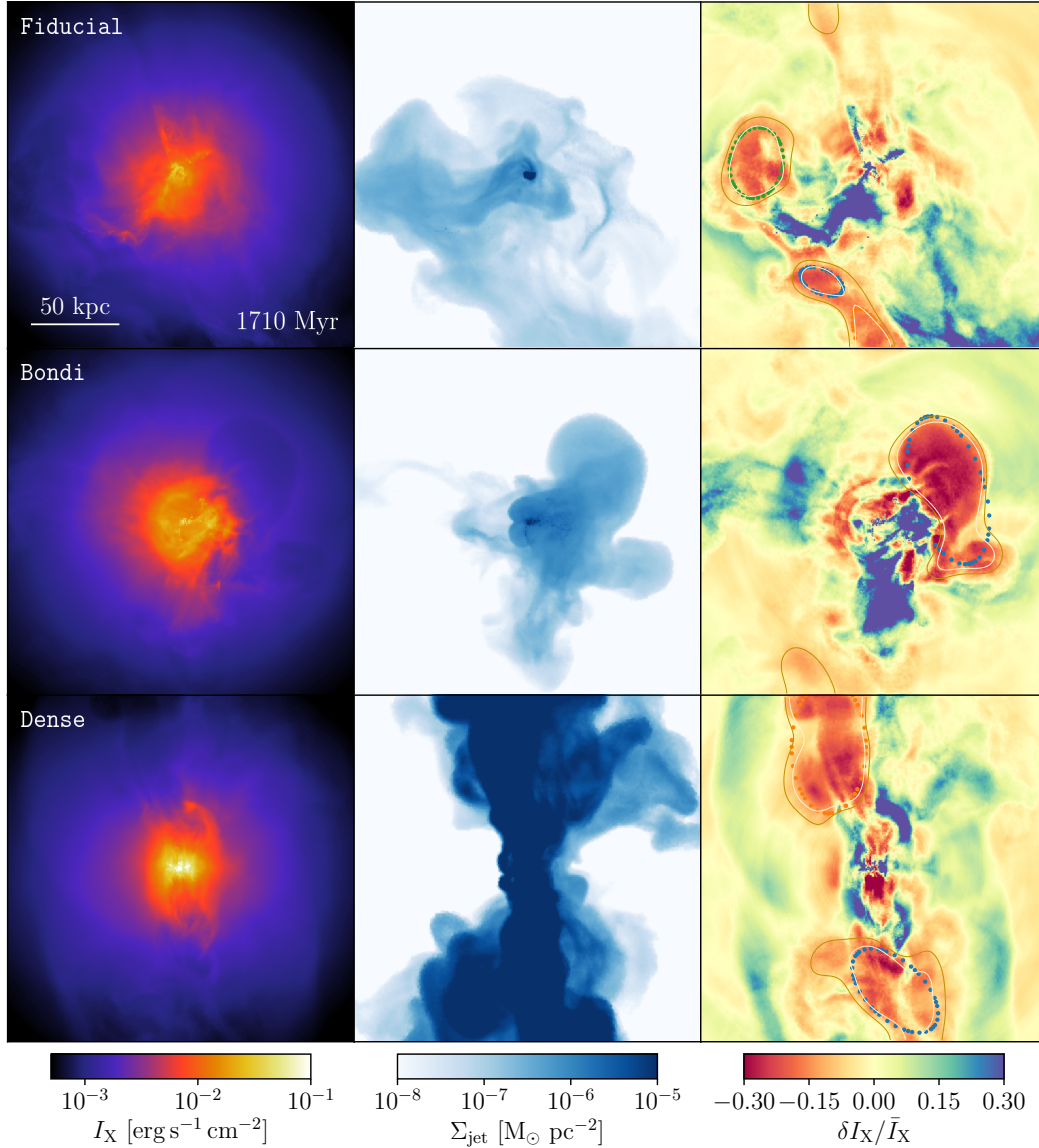 Fiducial
50 kpc
1710 Myr
Bondi
Dense
10⁻³ 10⁻² 10⁻¹
I_X [erg s⁻¹ cm⁻²]
10⁻⁸ 10⁻⁷ 10⁻⁶ 10⁻⁵
Σ_jet [M_⊙ pc⁻²]
−0.30 −0.15 0.00 0.15 0.30
δI_X/Ī_X